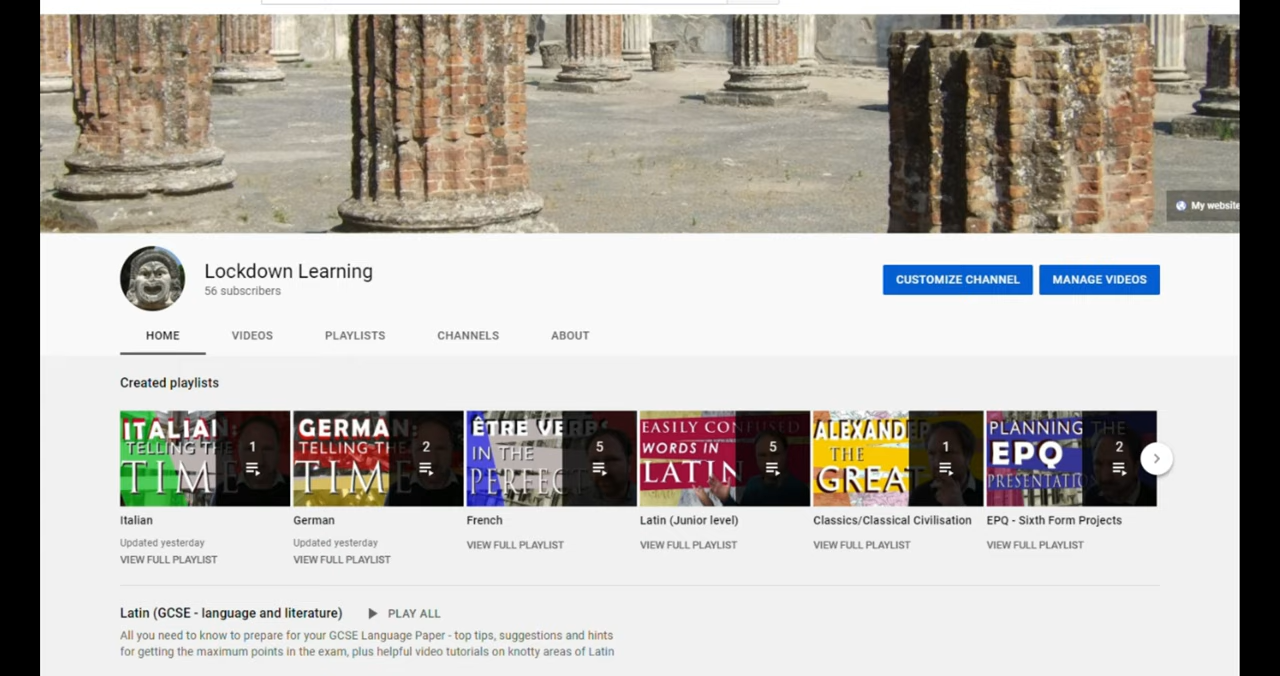 My website
Lockdown Learning
56 subscribers
CUSTOMIZE CHANNEL
MANAGE VIDEOS
HOME
VIDEOS
PLAYLISTS
CHANNELS
ABOUT
Created playlists
ITALIAN:
TELLING THE
TIME
1
GERMAN:
TELLING THE
TIME
2
ÊTRE VERBS
IN THE
PERFECT
5
EASILY CONFUSED
WORDS IN
LATIN
5
ALEXANDER
THE
GREAT
1
PLANNING THE
EPQ
PRESENTATION
2
Italian
German
French
Latin (Junior level)
Classics/Classical Civilisation
EPQ - Sixth Form Projects
Updated yesterday
Updated yesterday
VIEW FULL PLAYLIST
VIEW FULL PLAYLIST
VIEW FULL PLAYLIST
VIEW FULL PLAYLIST
VIEW FULL PLAYLIST
VIEW FULL PLAYLIST
Latin (GCSE - language and literature)
PLAY ALL
All you need to know to prepare for your GCSE Language Paper - top tips, suggestions and hints
for getting the maximum points in the exam, plus helpful video tutorials on knotty areas of Latin